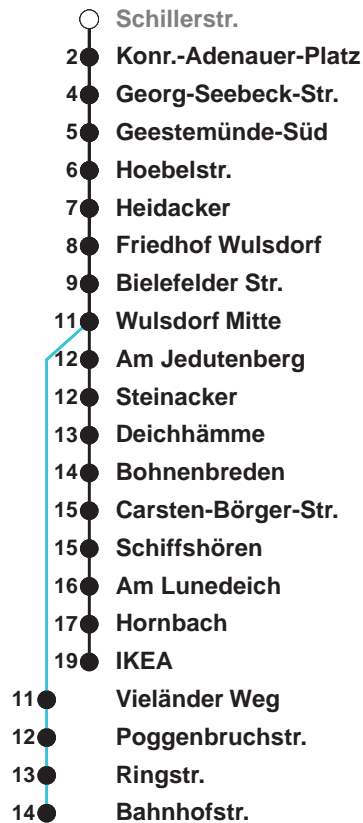 Schillerstr.
2 Konr.-Adenauer-Platz
4 Georg-Seebeck-Str.
5 Geestemünde-Süd
6 Hoebelstr.
7 Heidacker
8 Friedhof Wulsdorf
9 Bielefelder Str.
11 Wulsdorf Mitte
12 Am Jedutenberg
12 Steinacker
13 Deichhämme
14 Bohnenbreden
15 Carsten-Börger-Str.
15 Schiffshören
16 Am Lunedeich
17 Hornbach
19 IKEA
11 Vieländer Weg
12 Poggenbruchstr.
13 Ringstr.
14 Bahnhofstr.